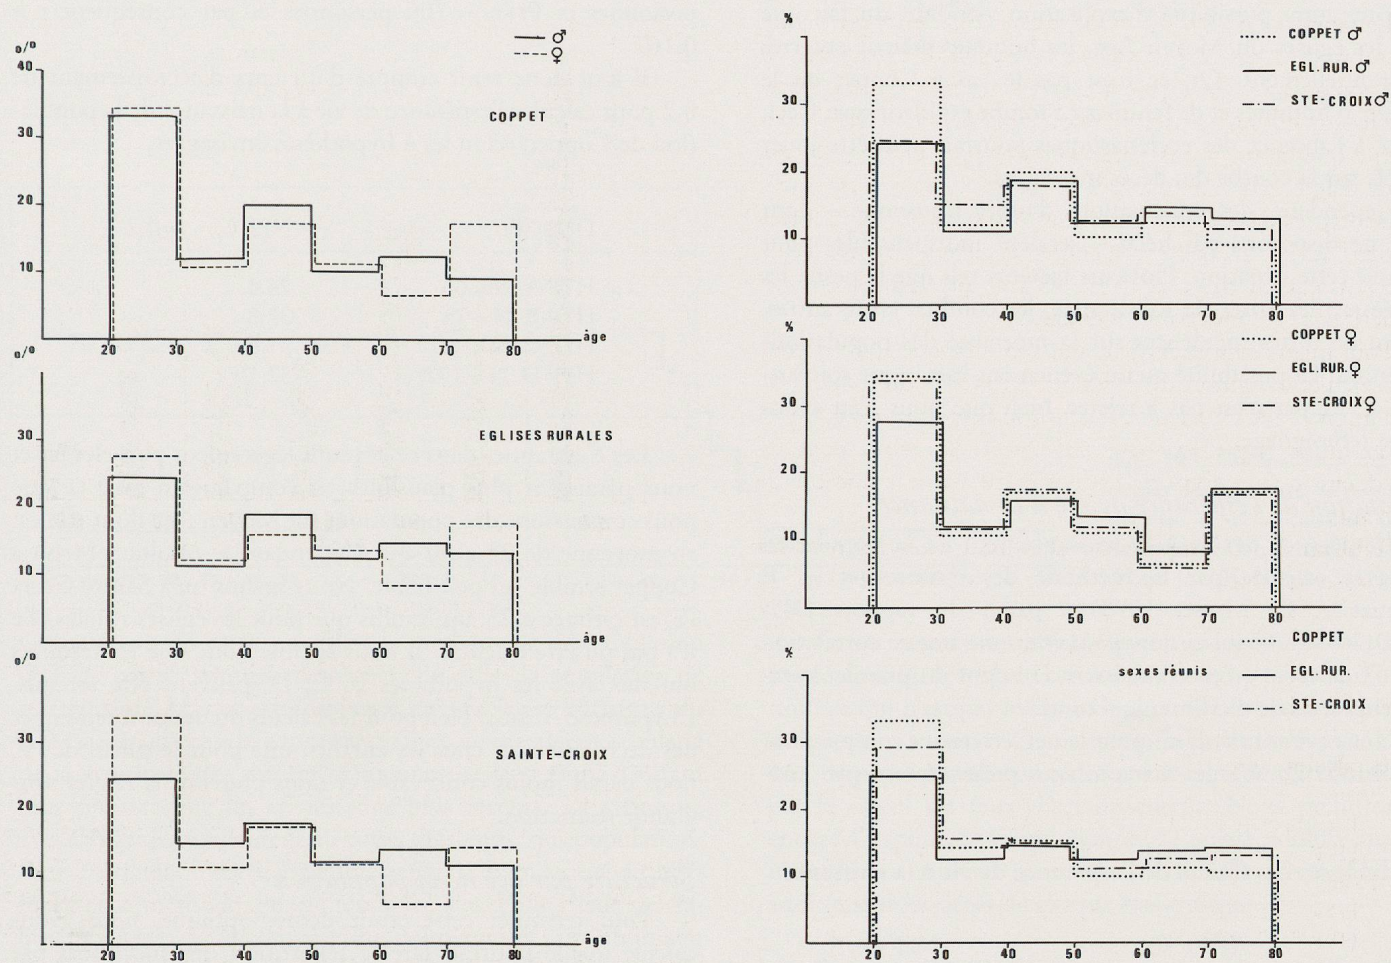 ♂
♀
o/o
40
30
20
10
COPPET
20 30 40 50 60 70 80 âge
o/o
30
20
10
EGLISES RURALES
20 30 40 50 60 70 80 âge
o/o
30
20
10
SAINTE-CROIX
20 30 40 50 60 70 80 âge
%
30
20
10
COPPET ♂
EGL.RUR.♂
STE-CROIX♂
20 30 40 50 60 70 80
%
30
20
10
COPPET ♀
EGL.RUR.♀
STE-CROIX♀
20 30 40 50 60 70 80
%
30
20
10
sexes réunis
COPPET
EGL.RUR.
STE-CROIX
20 30 40 50 60 70 80